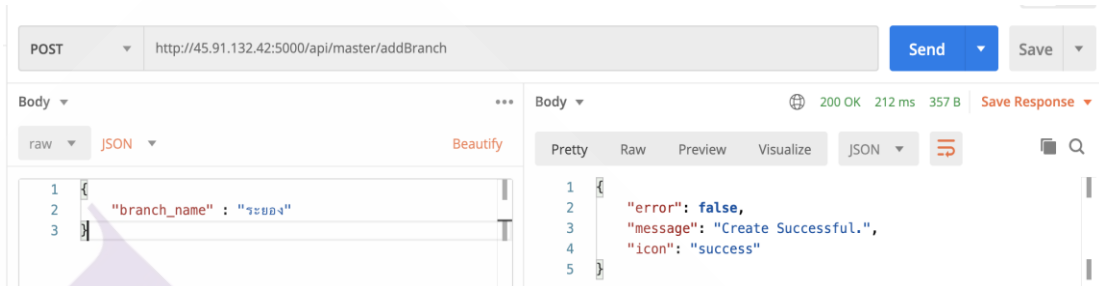 POST http://45.91.132.42:5000/api/master/addBranch Send Save
Body ••• Body 200 OK 212 ms 357 B Save Response
raw JSON Beautify Pretty Raw Preview Visualize JSON
1 {
2 "branch_name" : "ระยอง"
3 }
1 {
2 "error": false,
3 "message": "Create Successful.",
4 "icon": "success"
5 }